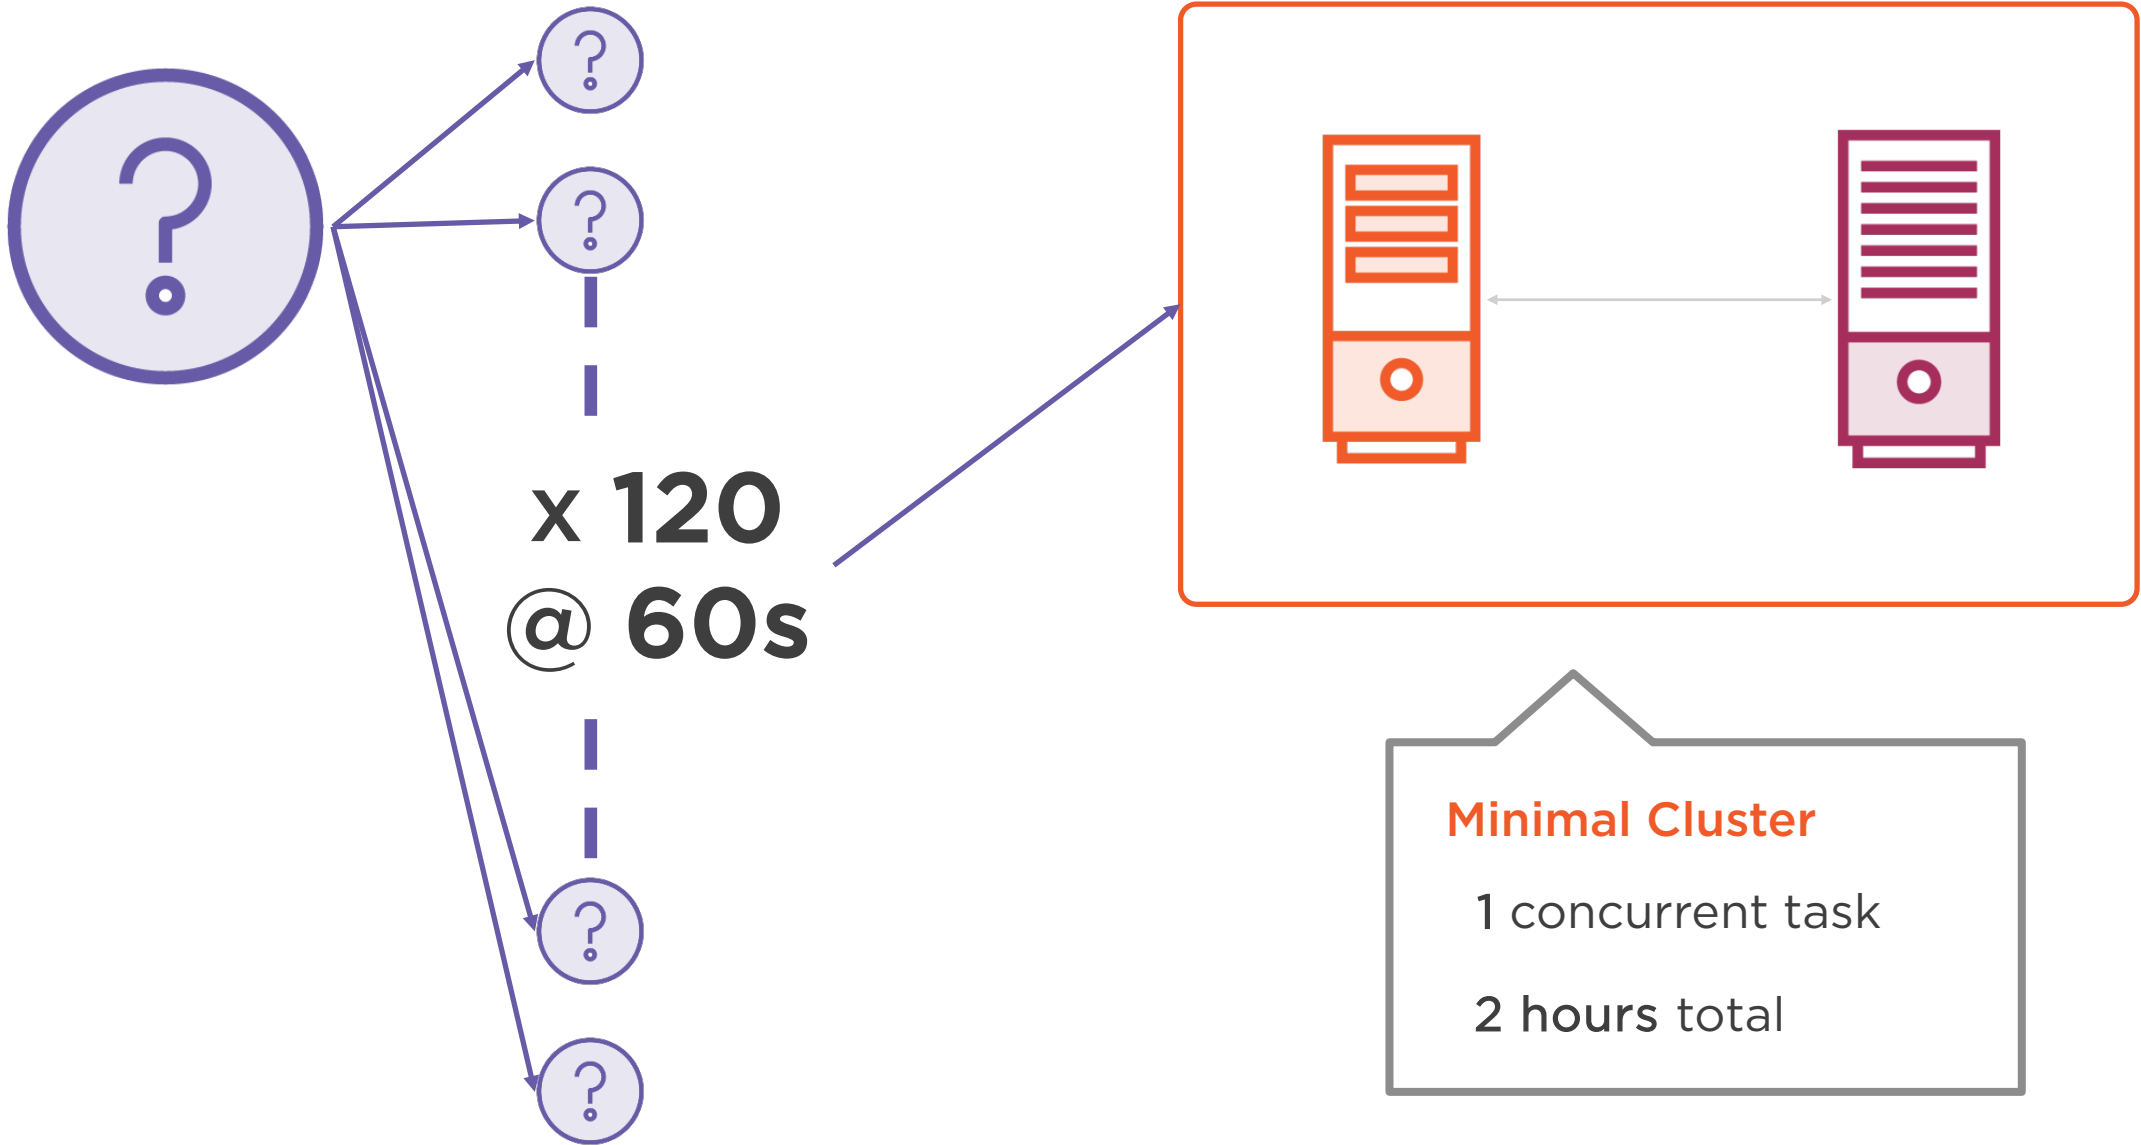 ?
?
?
x 120
@ 60s
?
?
Minimal Cluster
1 concurrent task
2 hours total